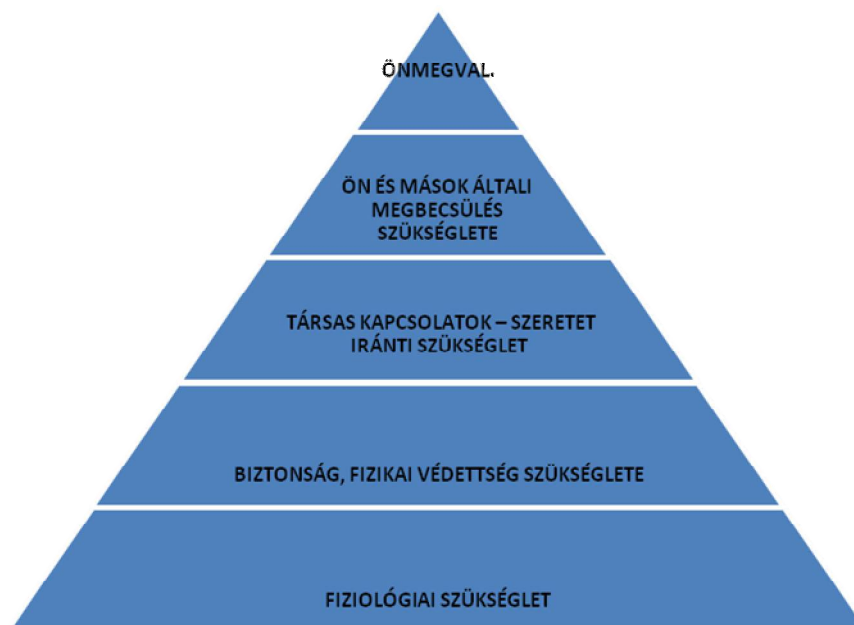 ÖNMEGVAL.
ÖN ÉS MÁSOK ÁLTALI
MEGBECSÜLÉS
SZÜKSÉGLETE
TÁRSAS KAPCSOLATOK – SZERETET
IRÁNTI SZÜKSÉGLET
BIZTONSÁG, FIZIKAI VÉDETTSÉG SZÜKSÉGLETE
FIZIOLÓGIAI SZÜKSÉGLET